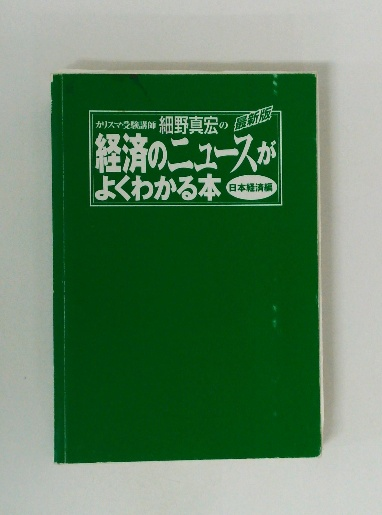 カリスマ受験講師 細野真宏の 最新版
経済のニュースが
よくわかる本 日本経済編